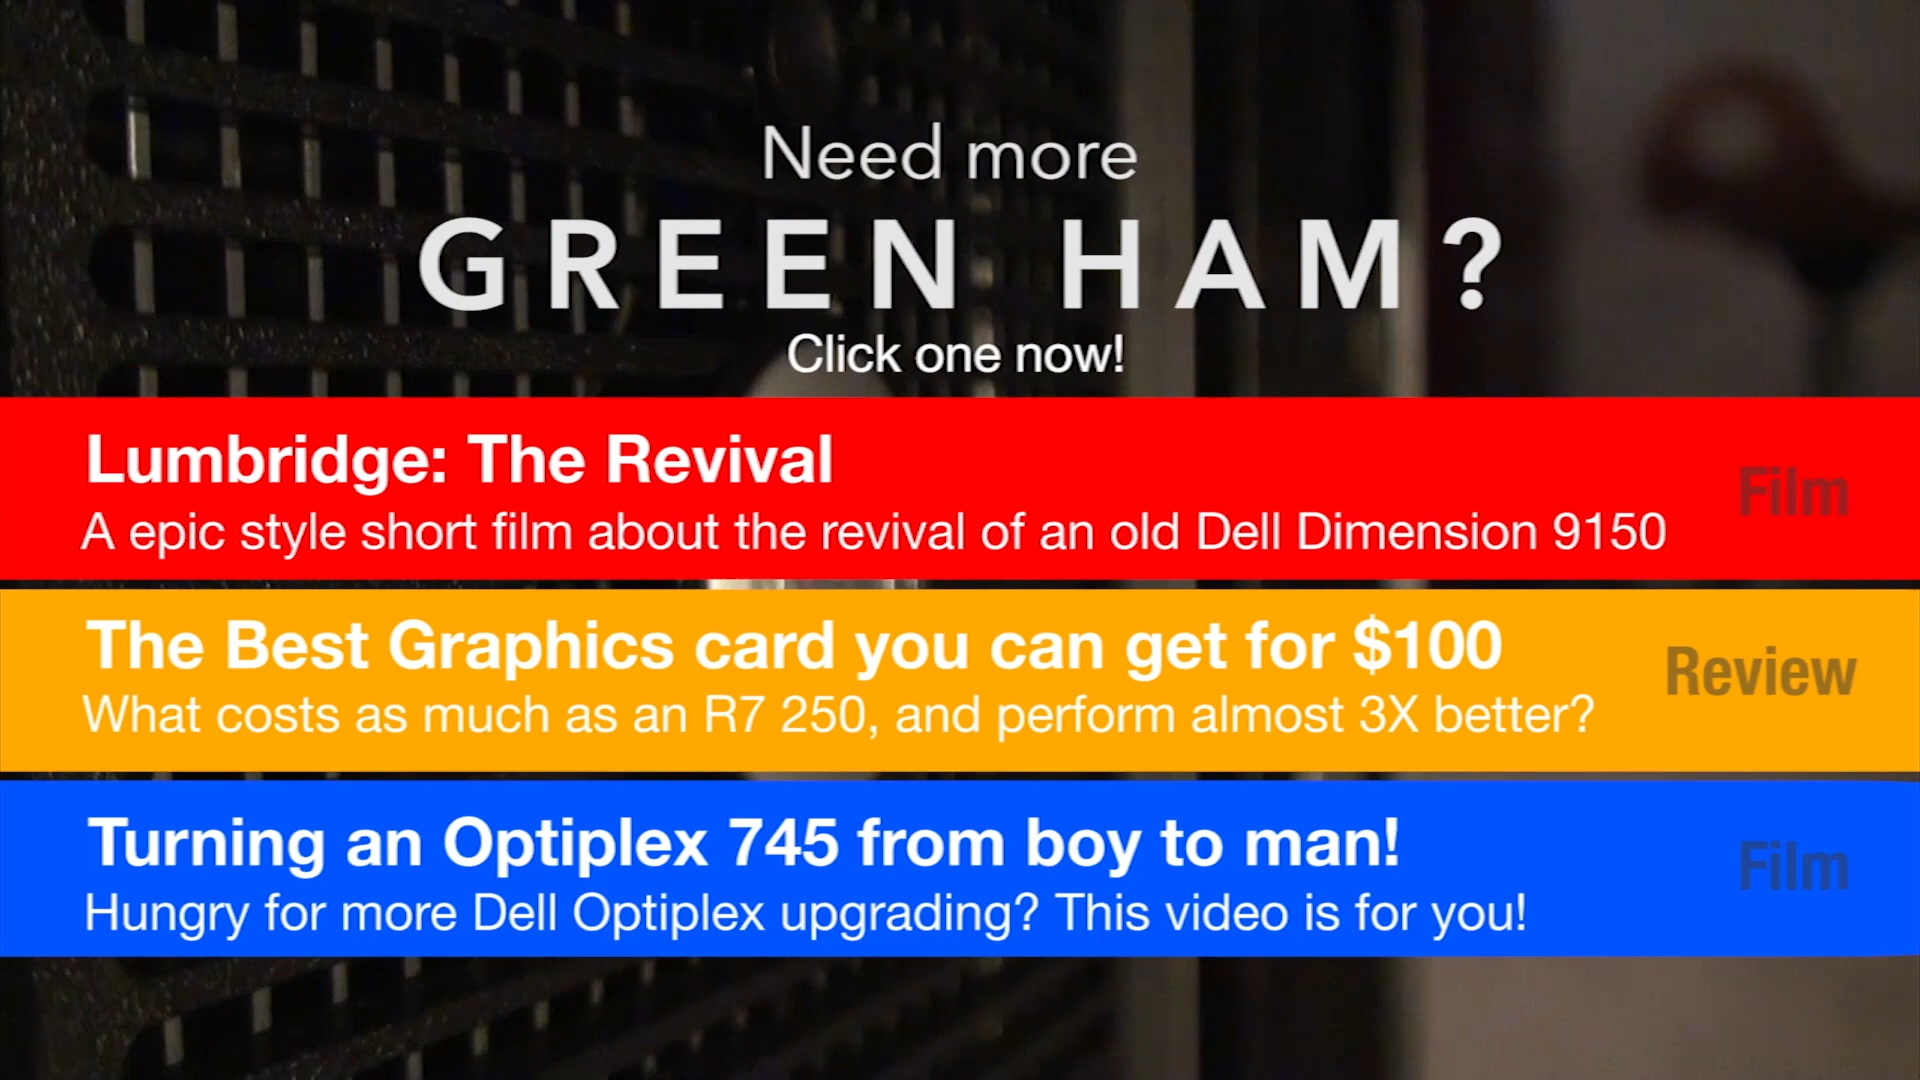 Need more
GREEN HAM?
Click one now!
Lumbridge: The Revival
Film
A epic style short film about the revival of an old Dell Dimension 9150
The Best Graphics card you can get for $100
Review
What costs as much as an R7 250, and perform almost 3X better?
Turning an Optiplex 745 from boy to man!
Film
Hungry for more Dell Optiplex upgrading? This video is for you!